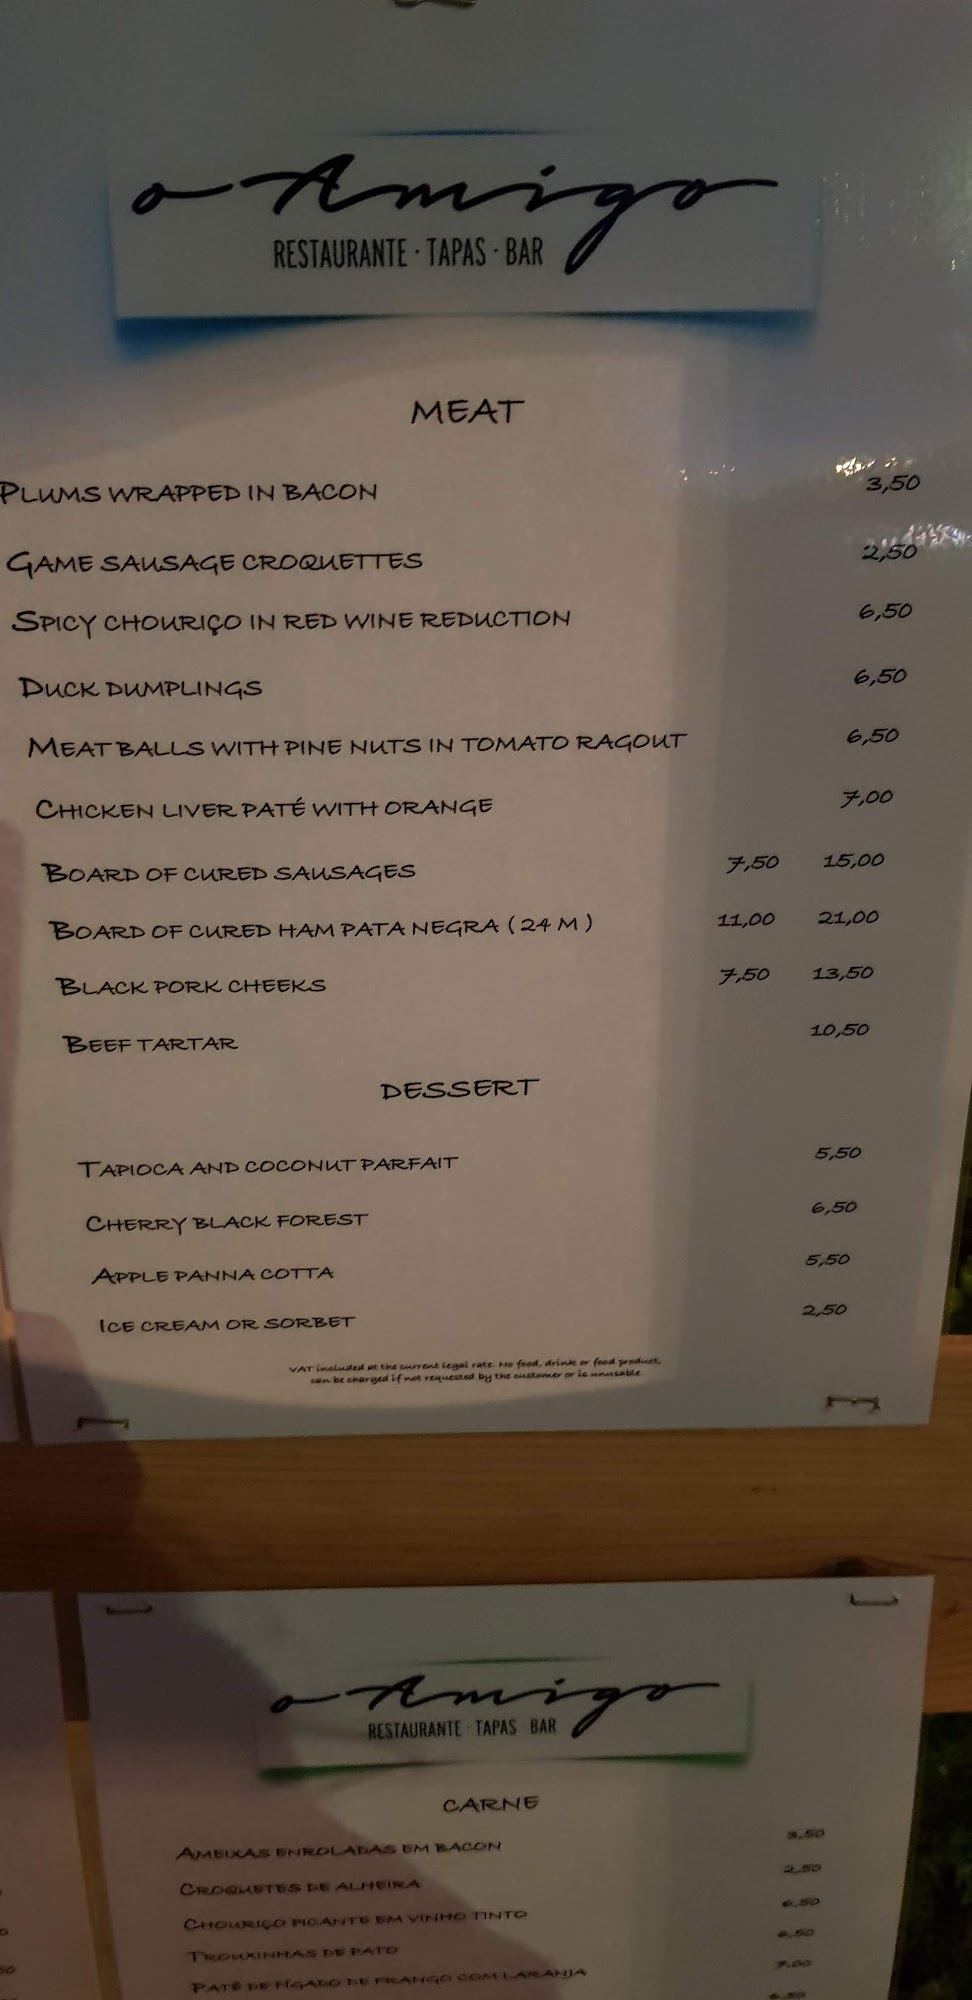 o Amigo
RESTAURANTE · TAPAS · BAR
MEAT
PLUMS WRAPPED IN BACON 3,50
GAME SAUSAGE CROQUETTES 2,50
SPICY CHOURIÇO IN RED WINE REDUCTION 6,50
DUCK DUMPLINGS 6,50
MEAT BALLS WITH PINE NUTS IN TOMATO RAGOUT 6,50
CHICKEN LIVER PATÉ WITH ORANGE 7,00
BOARD OF CURED SAUSAGES 7,50 15,00
BOARD OF CURED HAM PATA NEGRA ( 24 M ) 11,00 21,00
BLACK PORK CHEEKS 7,50 13,50
BEEF TARTAR 10,50
DESSERT
TAPIOCA AND COCONUT PARFAIT 5,50
CHERRY BLACK FOREST 6,50
APPLE PANNA COTTA 5,50
ICE CREAM OR SORBET 2,50
VAT included at the current legal rate. No food, drink or food product,
can be charged if not requested by the customer or is unusable
o Amigo
RESTAURANTE · TAPAS · BAR
CARNE
AMEIXAS ENROLADAS EM BACON 3,50
CROQUETES DE ALHEIRA 2,50
CHOURIÇO PICANTE EM VINHO TINTO 6,50
TROUXINHAS DE PATO 6,50
PATÉ DE FÍGADO DE FRANGO COM LARANJA 7,00
6,50